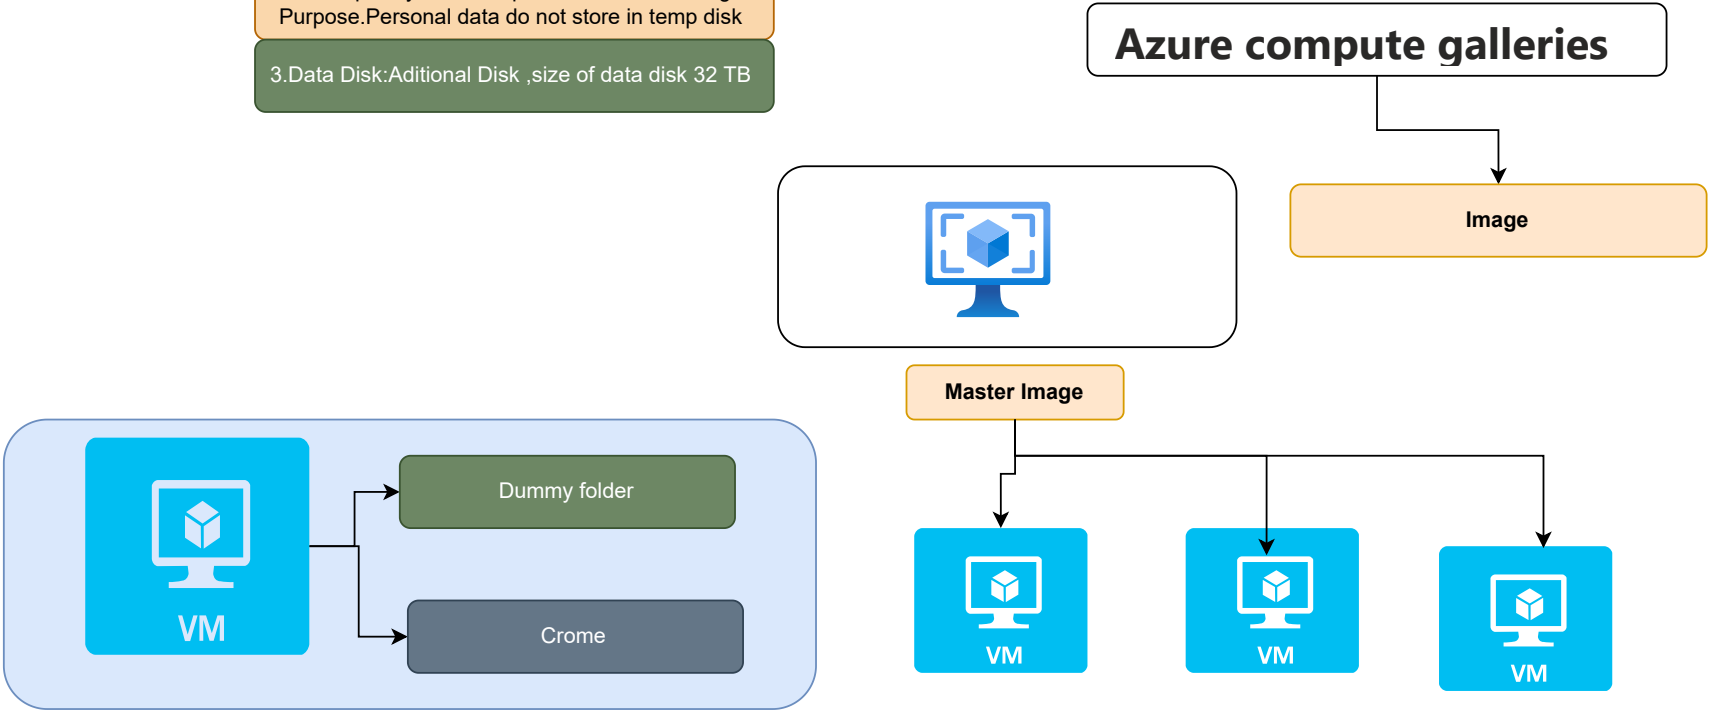 Purpose.Personal data do not store in temp disk
3.Data Disk:Aditional Disk ,size of data disk 32 TB
Azure compute galleries
Image
Master Image
VM
Dummy folder
Crome
VM
VM
VM